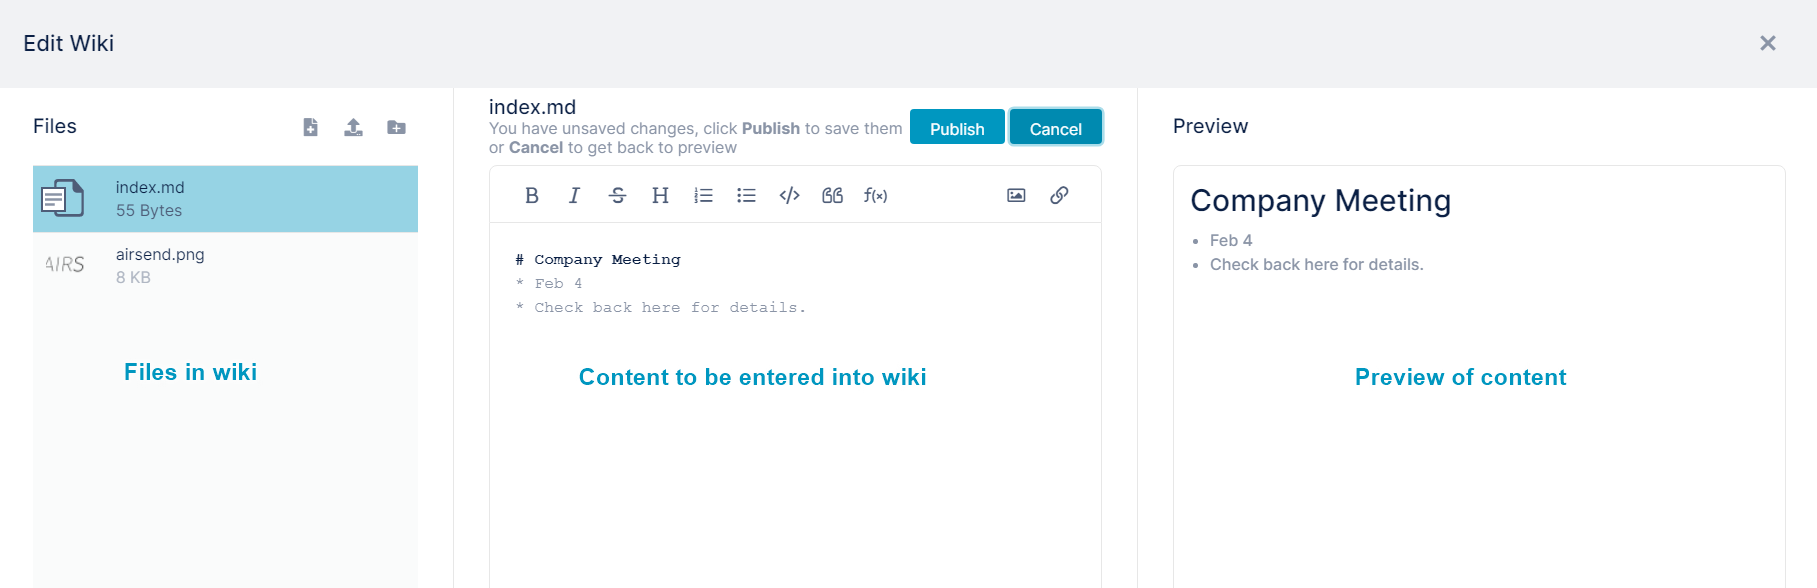 Edit Wiki
Files
index.md
55 Bytes
airsend.png
AIRS
8 KB
Files in wiki
index.md
You have unsaved changes, click Publish to save them
or Cancel to get back to preview
Publish
Cancel
B I S H </> f(x)
# Company Meeting
* Feb 4
* Check back here for details.
Content to be entered into wiki
Preview
Company Meeting
• Feb 4
• Check back here for details.
Preview of content